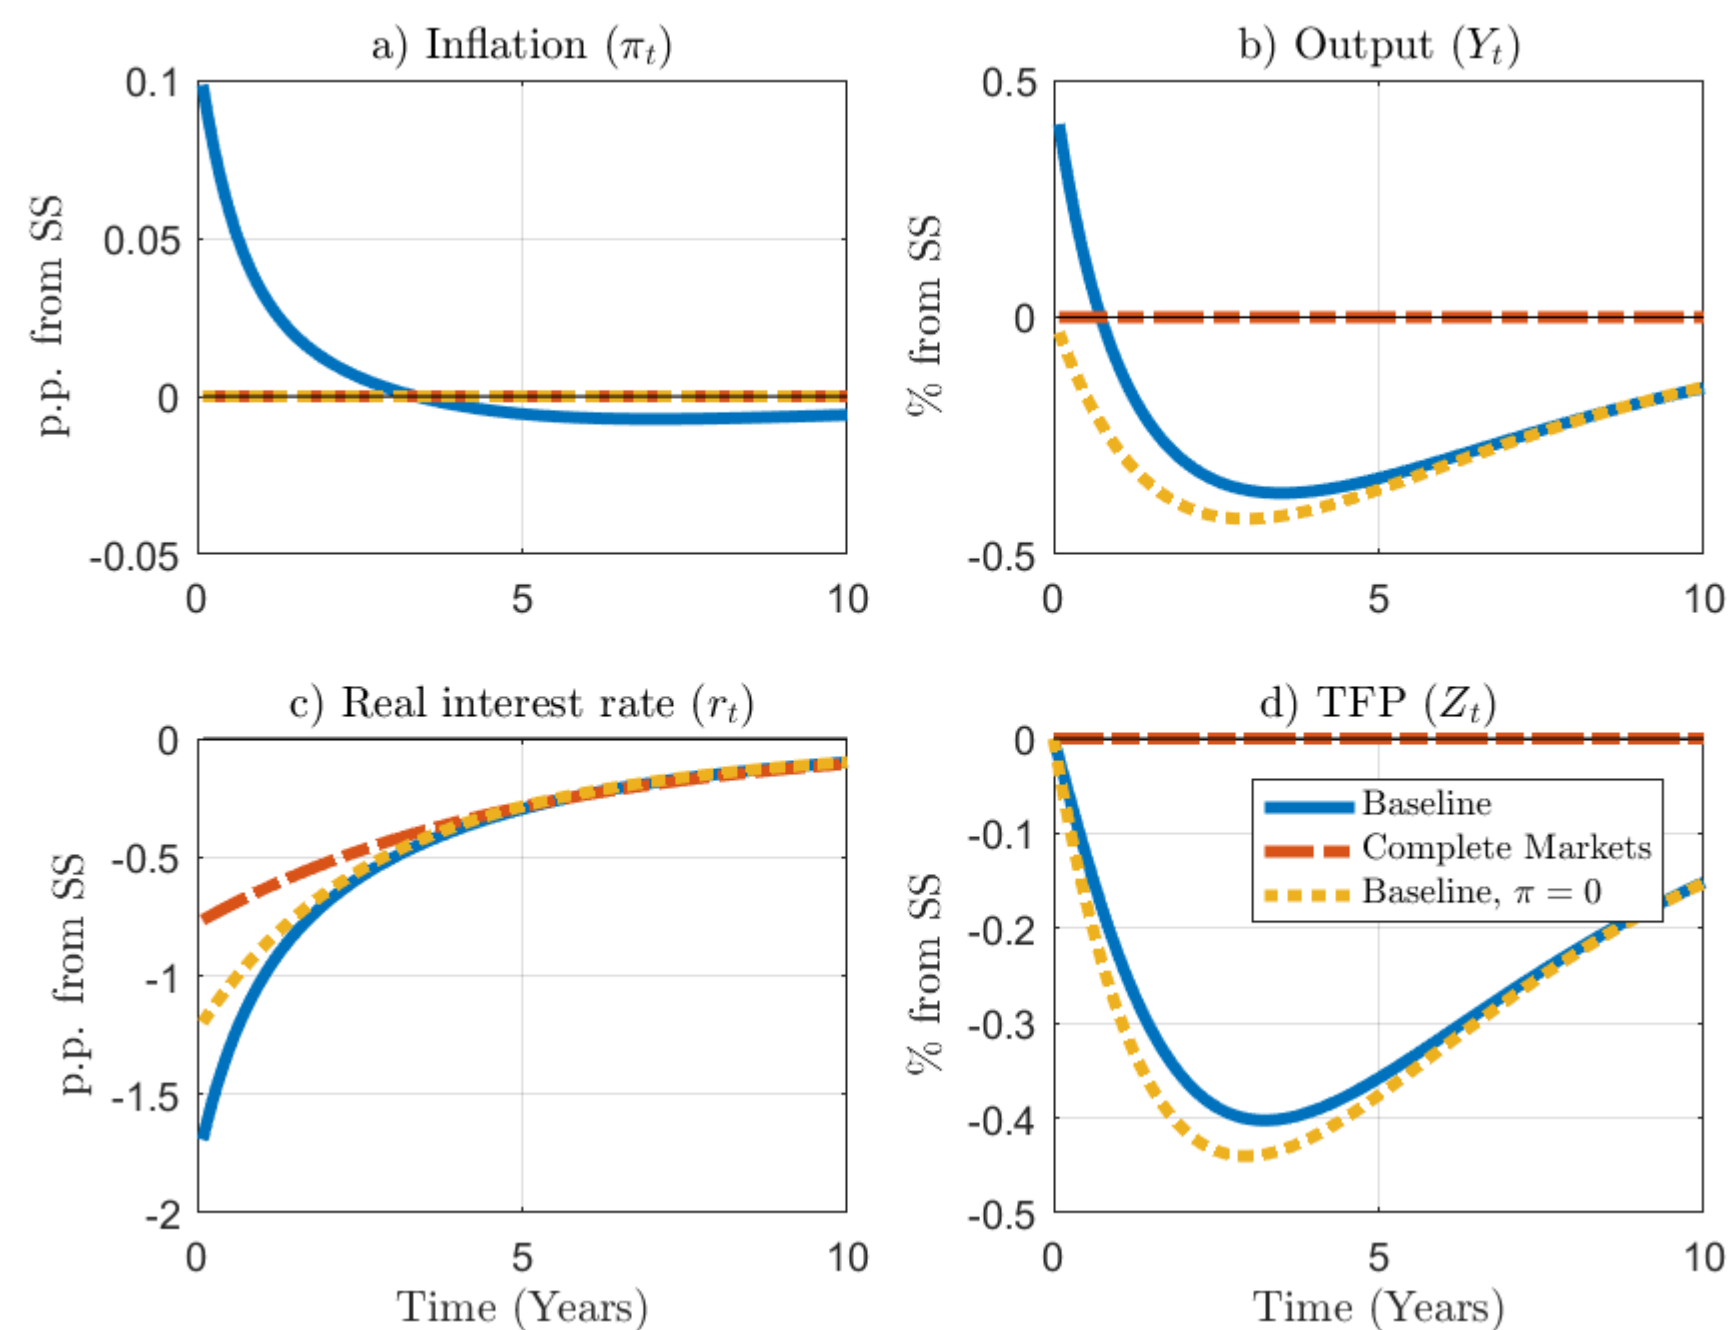 a) Inflation (πt)
p.p. from SS
0.1
0.05
0
-0.05
0 5 10
b) Output (Yt)
% from SS
0.5
0
-0.5
0 5 10
c) Real interest rate (rt)
p.p. from SS
0
-0.5
-1
-1.5
-2
0 5 10
Time (Years)
d) TFP (Zt)
% from SS
0
-0.1
-0.2
-0.3
-0.4
-0.5
Baseline
Complete Markets
Baseline, π = 0
0 5 10
Time (Years)